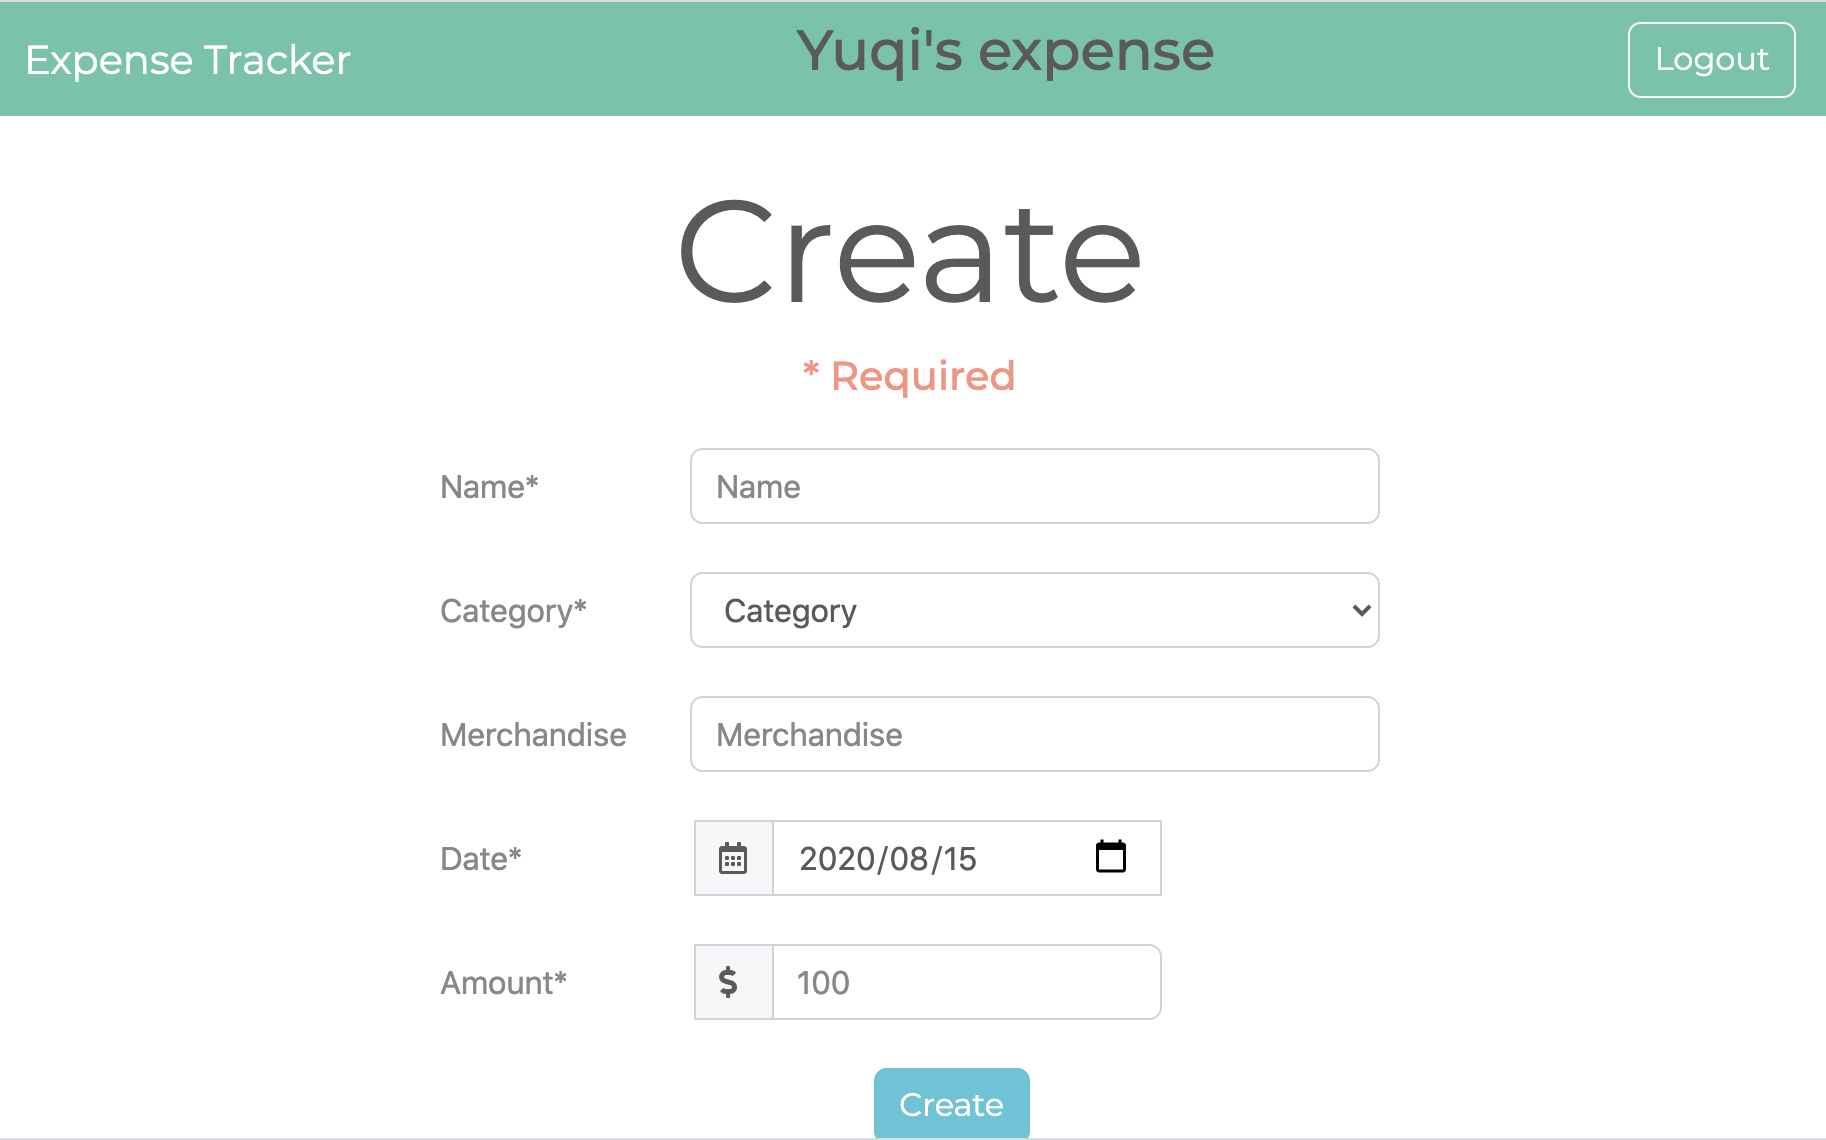 Expense Tracker
Yuqi's expense
Logout
Create
* Required
Name*
Name
Category*
Category
Merchandise
Merchandise
Date*
2020/08/15
Amount*
$
100
Create